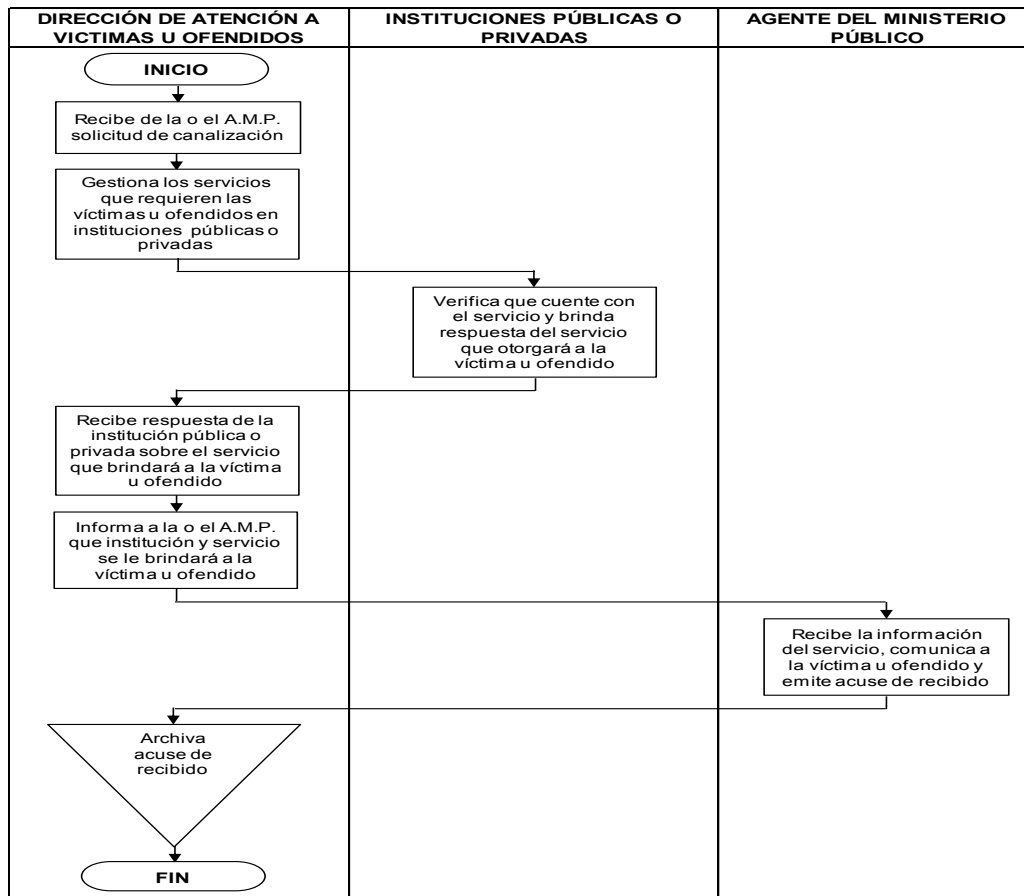 DIRECCIÓN DE ATENCIÓN A
VICTIMAS U OFENDIDOS
INSTITUCIONES PÚBLICAS O
PRIVADAS
AGENTE DEL MINISTERIO
PÚBLICO
INICIO
Recibe de la o el A.M.P.
solicitud de canalización
Gestiona los servicios
que requieren las
víctimas u ofendidos en
instituciones públicas o
privadas
Verifica que cuente con
el servicio y brinda
respuesta del servicio
que otorgará a la
víctima u ofendido
Recibe respuesta de la
institución pública o
privada sobre el servicio
que brindará a la víctima
u ofendido
Informa a la o el A.M.P.
que institución y servicio
se le brindará a la
víctima u ofendido
Recibe la información
del servicio, comunica a
la víctima u ofendido y
emite acuse de recibido
Archiva
acuse de
recibido
FIN